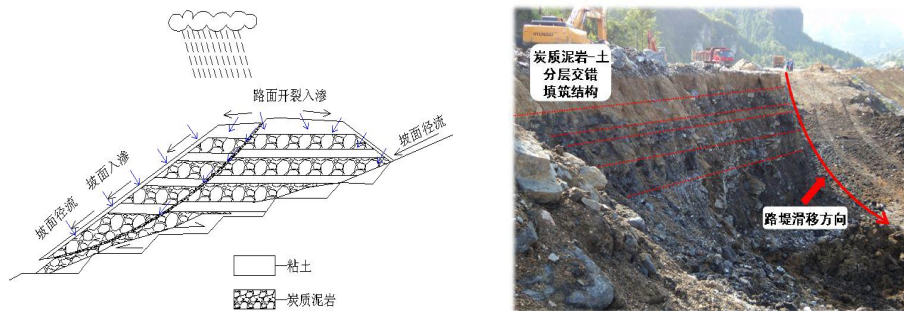 路面开裂入渗
坡面径流
坡面入渗
坡面径流
粘土
炭质泥岩
炭质泥岩-土
分层交错
填筑结构
路堤滑移方向
HYUNDAI